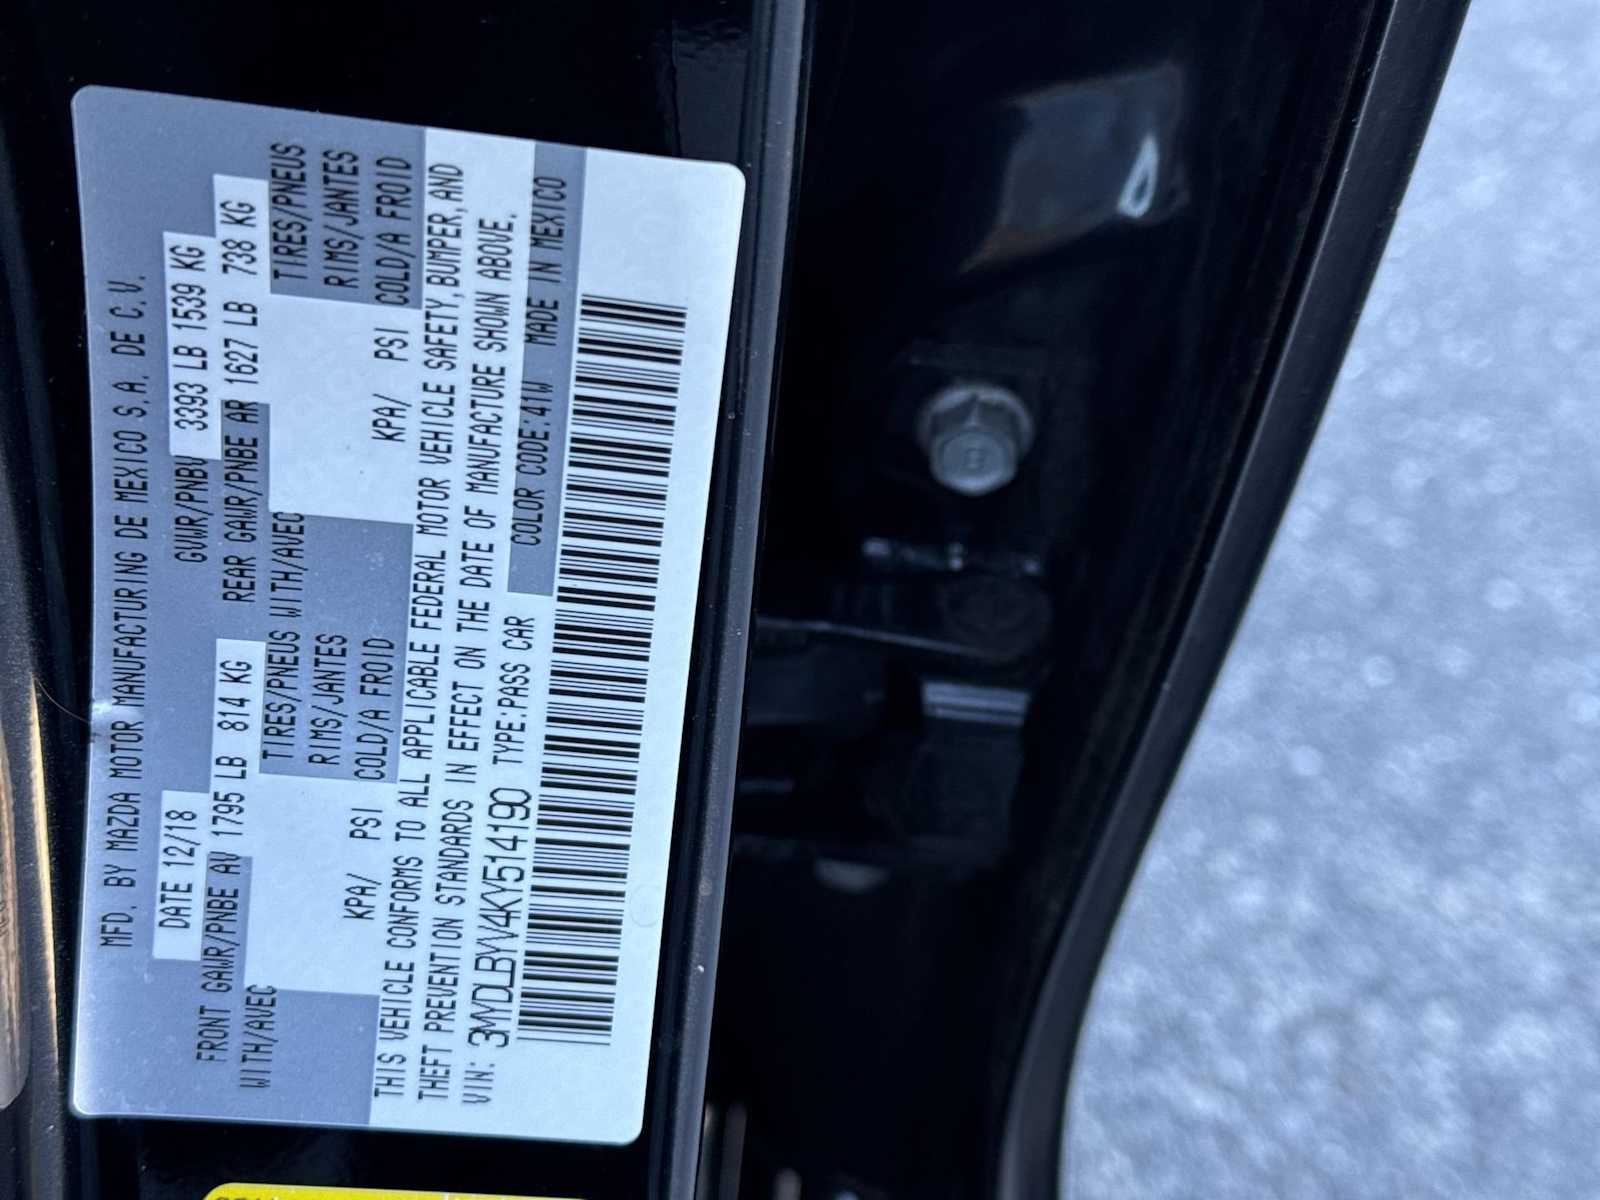 MFD. BY MAZDA MOTOR MANUFACTURING DE MEXICO S.A. DE C.V.
DATE 12/18 GVWR/PNBV 3393 LB 1539 KG
FRONT GAWR/PNBE AV 1795 LB 814 KG REAR GAWR/PNBE AR 1627 LB 738 KG
WITH/AVEC TIRES/PNEUS WITH/AVEC TIRES/PNEUS
RIMS/JANTES RIMS/JANTES
KPA/ PSI COLD/A FROID KPA/ PSI COLD/A FROID
THIS VEHICLE CONFORMS TO ALL APPLICABLE FEDERAL MOTOR VEHICLE SAFETY, BUMPER, AND
THEFT PREVENTION STANDARDS IN EFFECT ON THE DATE OF MANUFACTURE SHOWN ABOVE.
VIN: 3MYDLBYV4KY514190 TYPE:PASS CAR COLOR CODE:41W MADE IN MEXICO